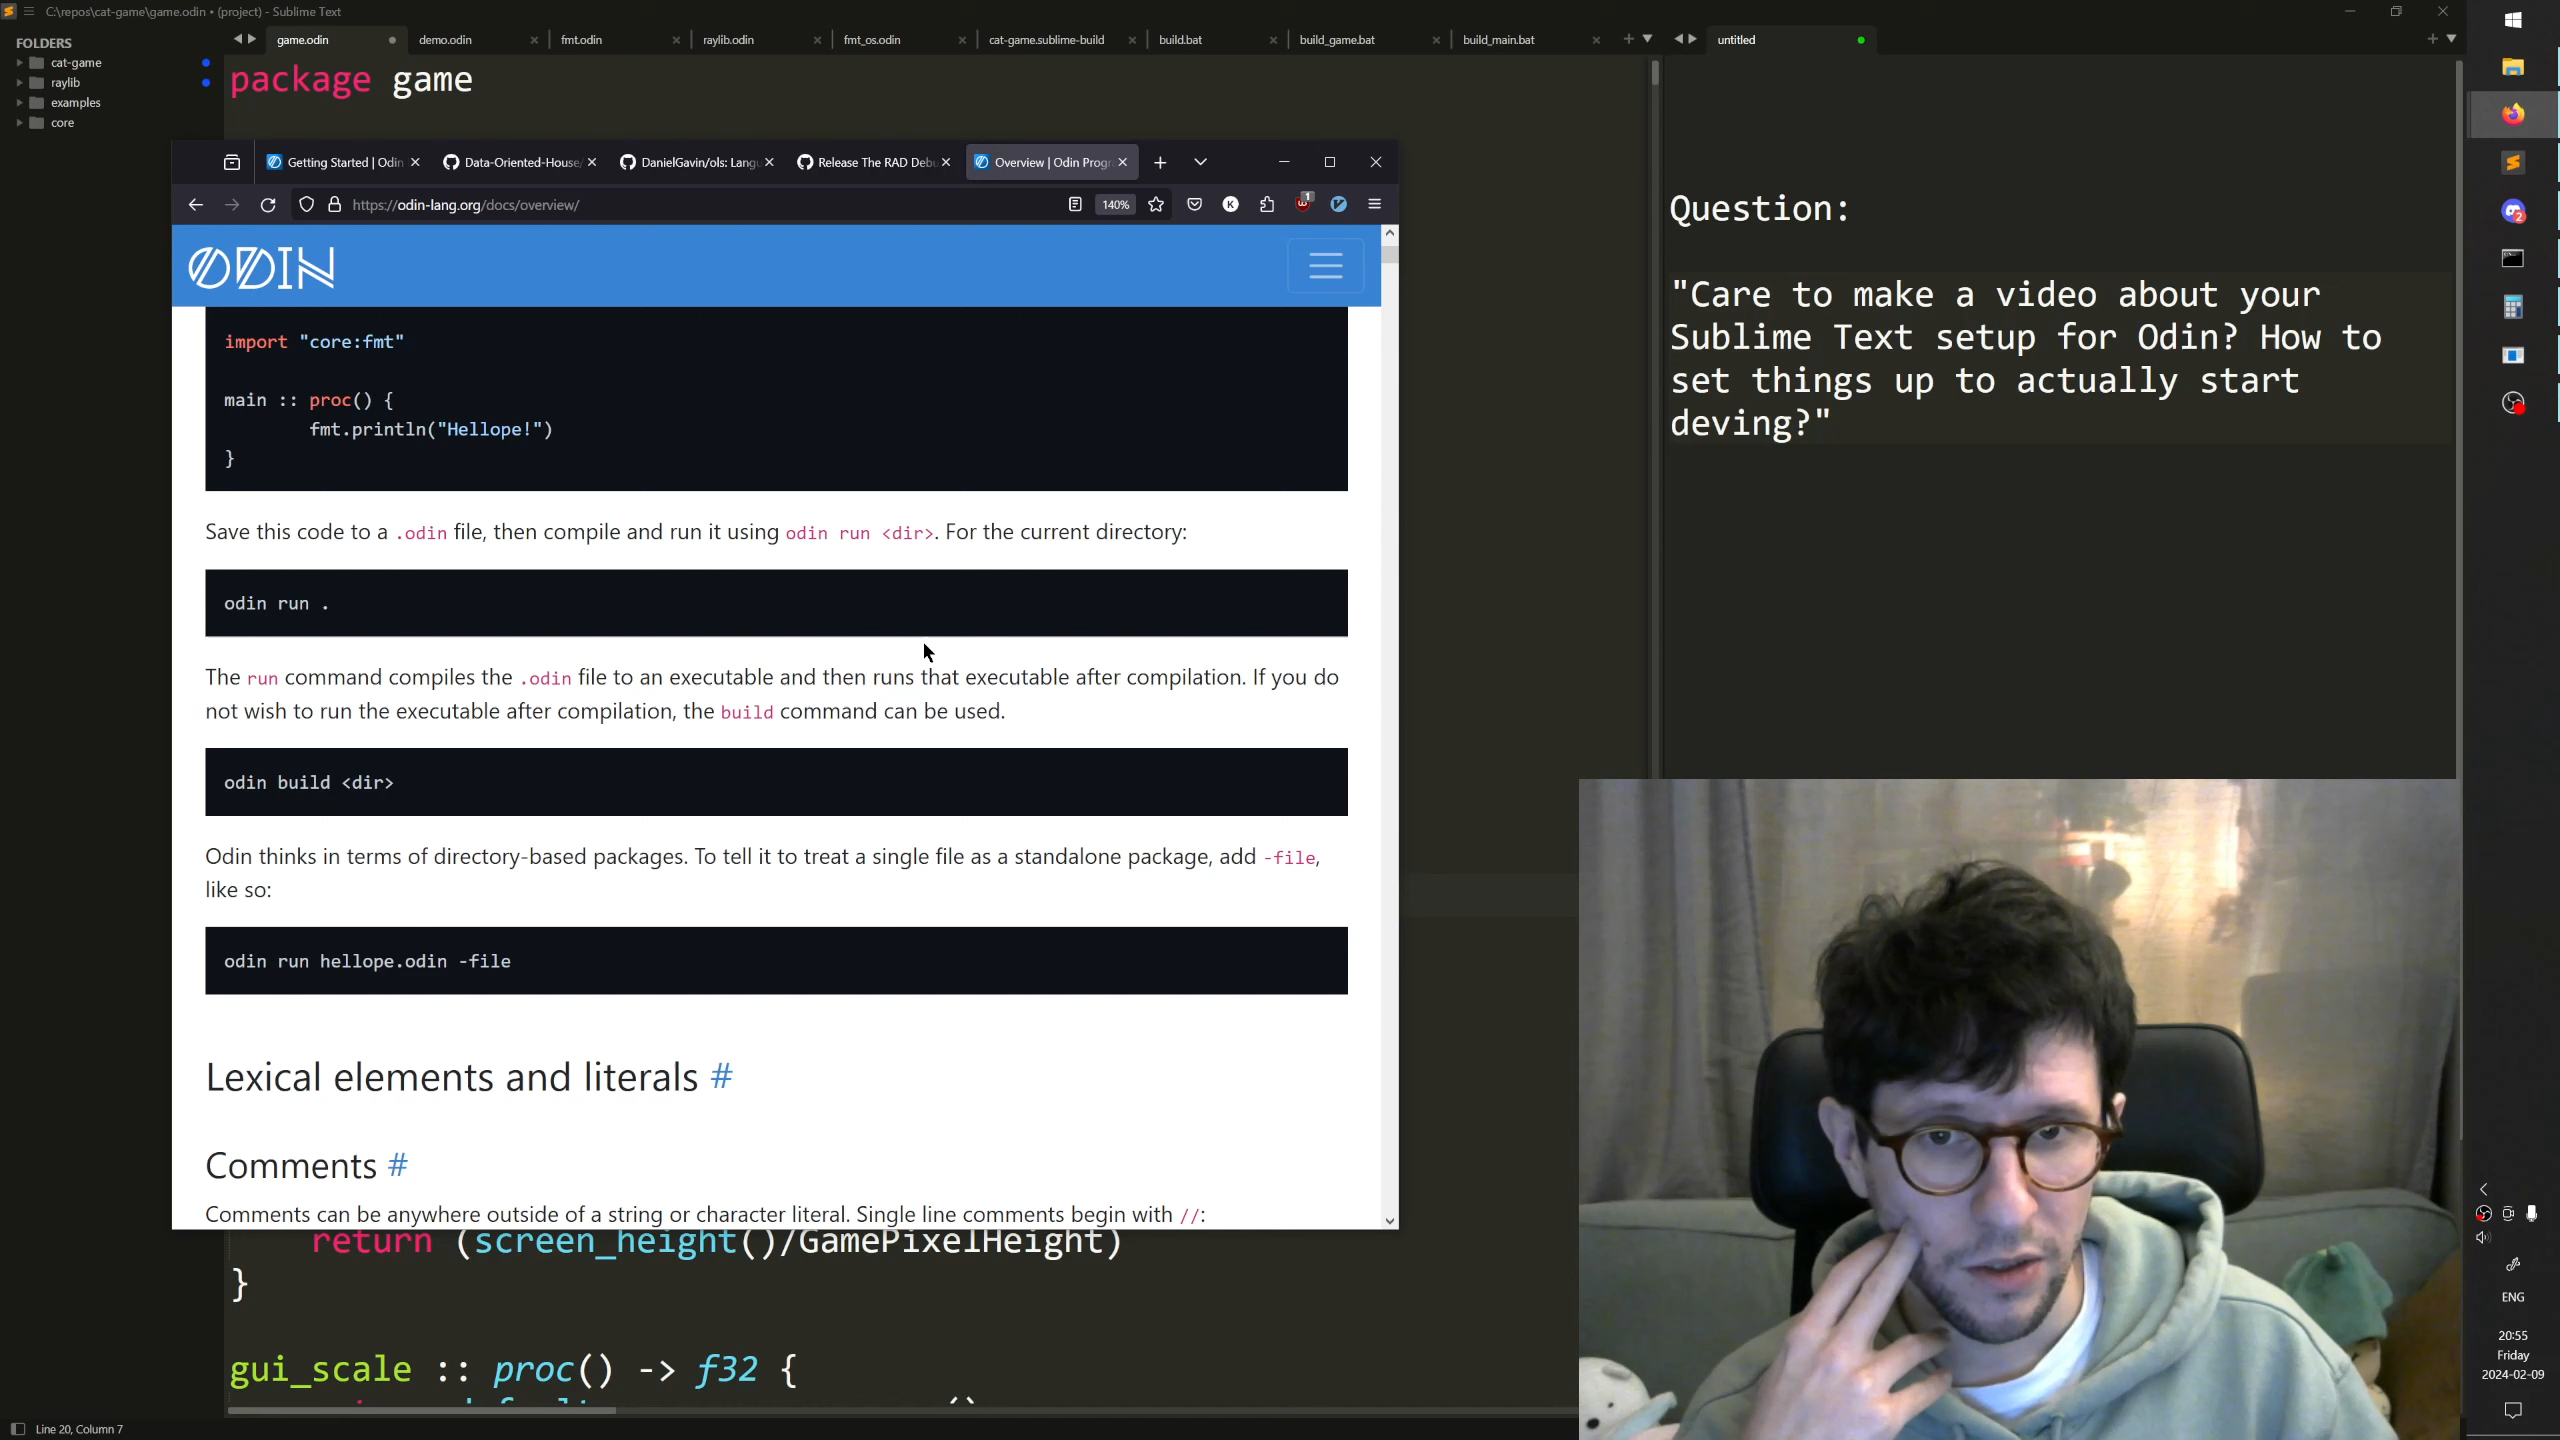 C:\repos\cat-game\game.odin • (project) - Sublime Text
FOLDERS
cat-game
raylib
examples
core
game.odin
demo.odin
fmt.odin
raylib.odin
fmt_os.odin
cat-game.sublime-build
build.bat
build_game.bat
build_main.bat
untitled
package game
Getting Started | Odin
Data-Oriented-House/
DanielGavin/ols: Langu
Release The RAD Debu
Overview | Odin Progr
https://odin-lang.org/docs/overview/
140%
1
K
ODIN
import "core:fmt"
main :: proc() {
fmt.println("Hellope!")
}
Save this code to a .odin file, then compile and run it using odin run <dir>. For the current directory:
odin run .
The run command compiles the .odin file to an executable and then runs that executable after compilation. If you do
not wish to run the executable after compilation, the build command can be used.
odin build <dir>
Odin thinks in terms of directory-based packages. To tell it to treat a single file as a standalone package, add -file,
like so:
odin run hellope.odin -file
Lexical elements and literals #
Comments #
Comments can be anywhere outside of a string or character literal. Single line comments begin with //:
return (screen_height()/GamePixelHeight)
}
gui_scale :: proc() -> f32 {
Line 20, Column 7
Question:
"Care to make a video about your
Sublime Text setup for Odin? How to
set things up to actually start
deving?"
2
ENG
20:55
Friday
2024-02-09